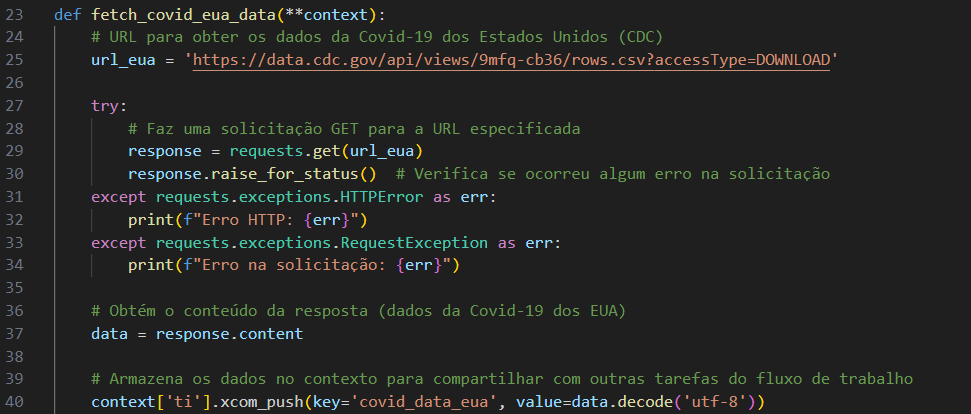 23 def fetch_covid_eua_data(**context):
24     # URL para obter os dados da Covid-19 dos Estados Unidos (CDC)
25     url_eua = 'https://data.cdc.gov/api/views/9mfq-cb36/rows.csv?accessType=DOWNLOAD'
26
27     try:
28         # Faz uma solicitação GET para a URL especificada
29         response = requests.get(url_eua)
30         response.raise_for_status()  # Verifica se ocorreu algum erro na solicitação
31     except requests.exceptions.HTTPError as err:
32         print(f"Erro HTTP: {err}")
33     except requests.exceptions.RequestException as err:
34         print(f"Erro na solicitação: {err}")
35
36     # Obtém o conteúdo da resposta (dados da Covid-19 dos EUA)
37     data = response.content
38
39     # Armazena os dados no contexto para compartilhar com outras tarefas do fluxo de trabalho
40     context['ti'].xcom_push(key='covid_data_eua', value=data.decode('utf-8'))